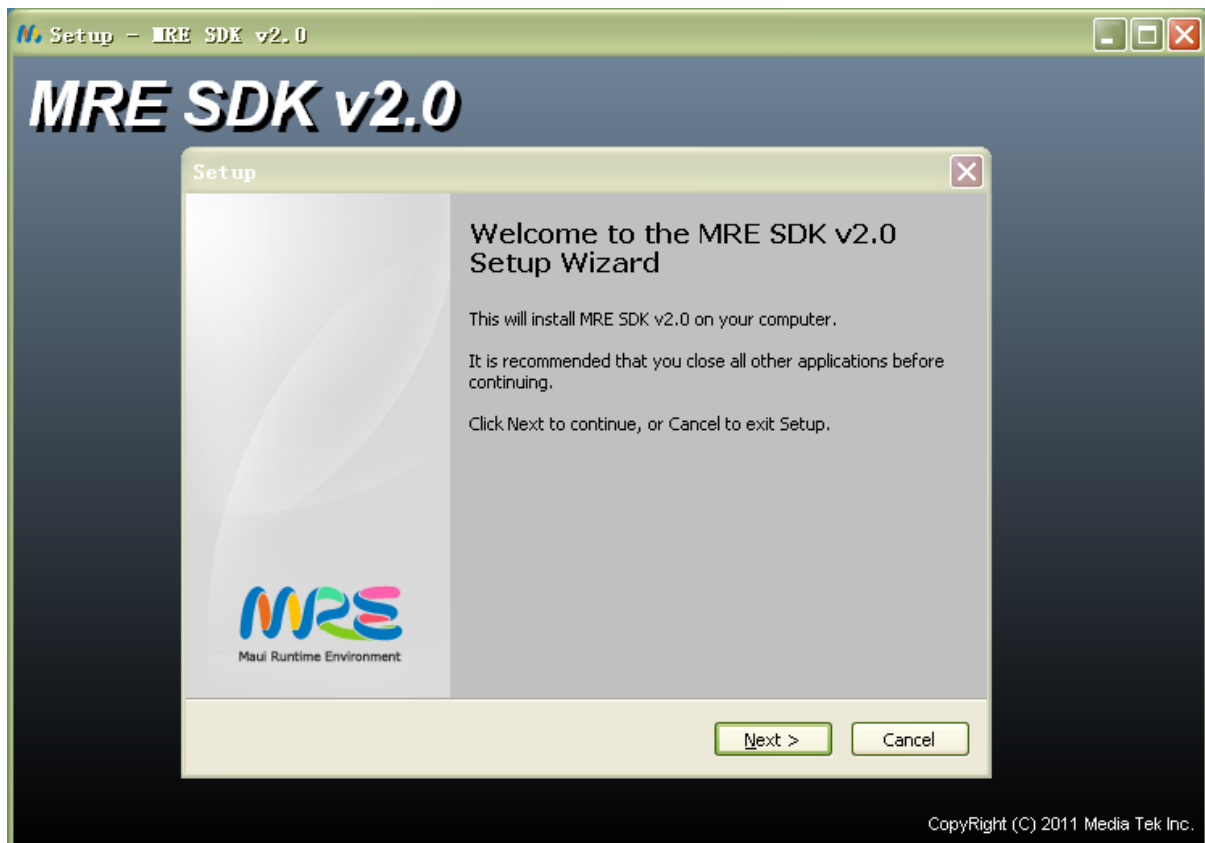 Setup - MRE SDK v2.0
MRE SDK v2.0
Setup
Welcome to the MRE SDK v2.0
Setup Wizard
This will install MRE SDK v2.0 on your computer.
It is recommended that you close all other applications before
continuing.
Click Next to continue, or Cancel to exit Setup.
MRE
Maui Runtime Environment
Next >
Cancel
CopyRight (C) 2011 Media Tek Inc.